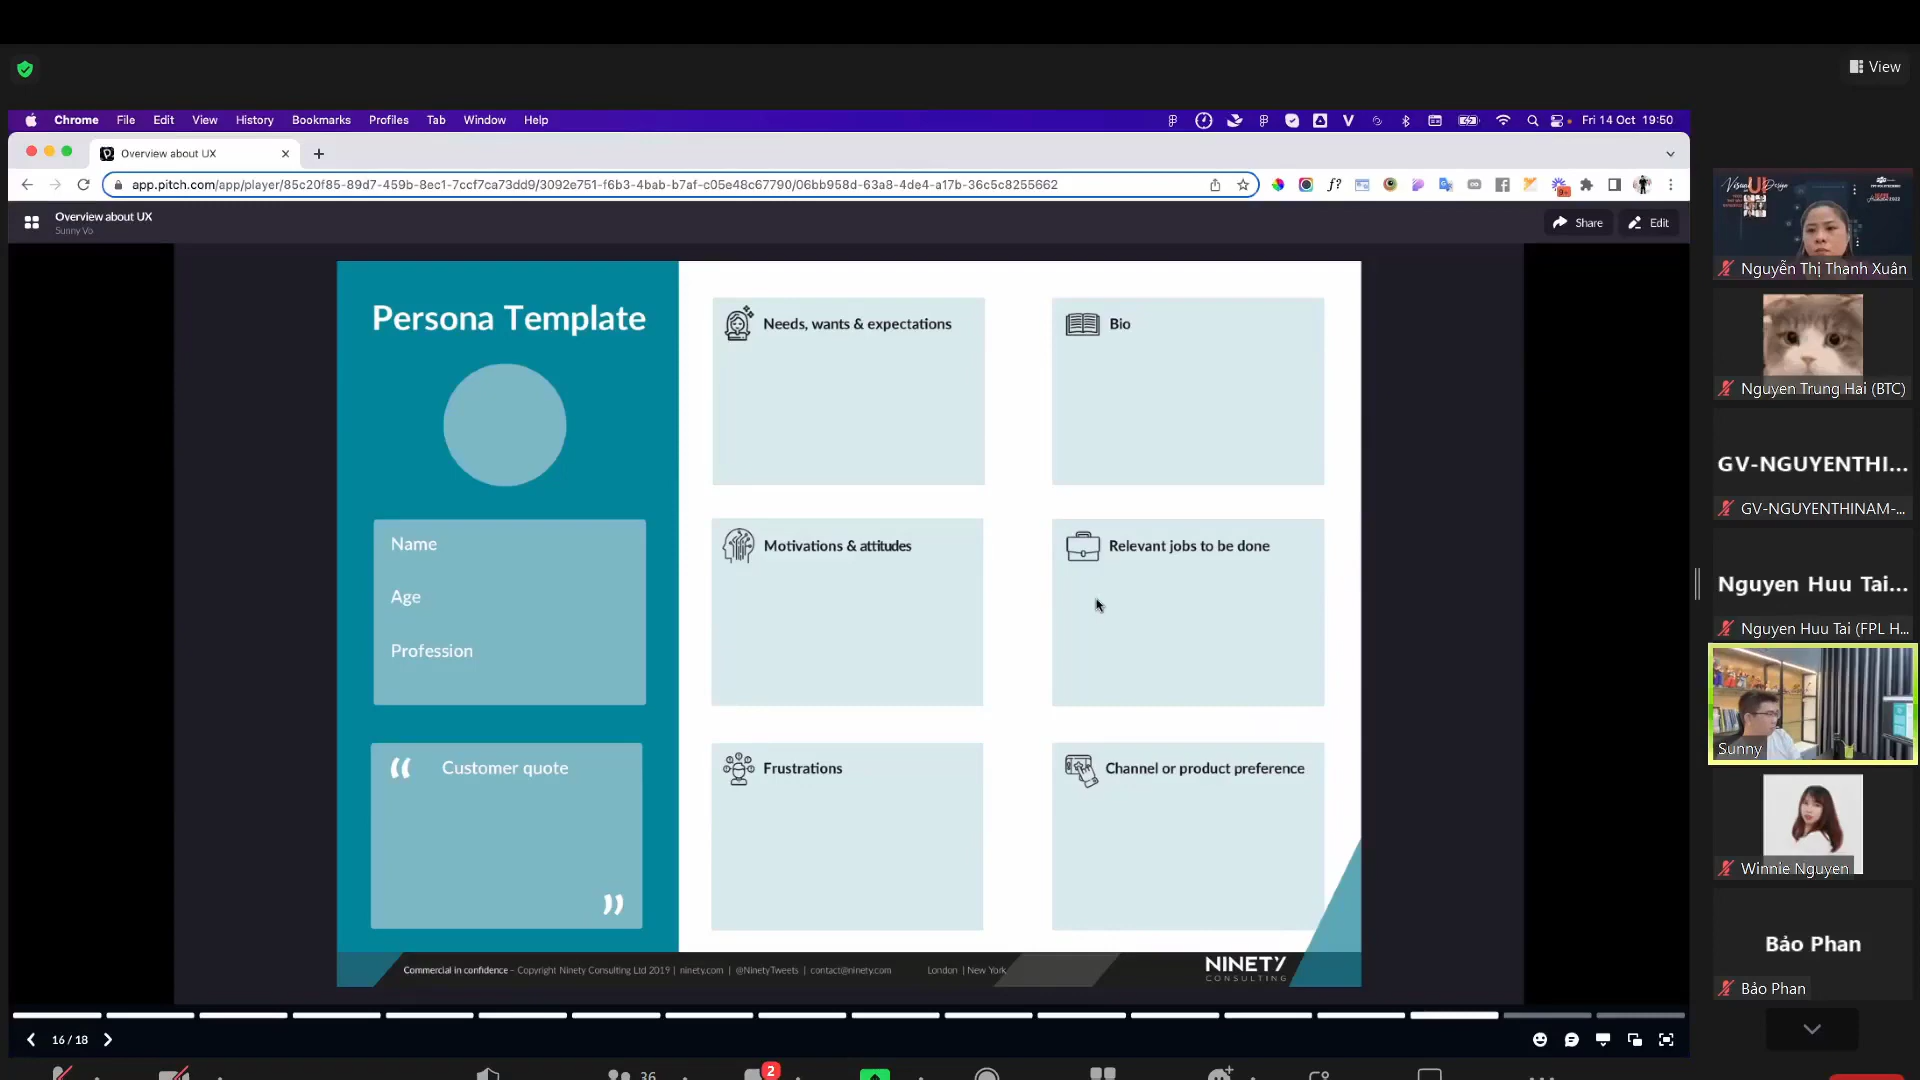 View
Chrome File Edit View History Bookmarks Profiles Tab Window Help
Fri 14 Oct 19:50
Overview about UX
app.pitch.com/app/player/85c20f85-89d7-459b-8ec1-7ccf7ca73dd9/3092e751-f6b3-4bab-b7af-c05e48c67790/06bb958d-63a8-4de4-a17b-36c5c8255662
Overview about UX
Sunny Vo
Share
Edit
Persona Template
Name
Age
Profession
Customer quote
Needs, wants & expectations
Bio
Motivations & attitudes
Relevant jobs to be done
Frustrations
Channel or product preference
Commercial in confidence – Copyright Ninety Consulting Ltd 2019 | ninety.com | @NinetyTweets | contact@ninety.com London | New York
NINETY
CONSULTING
16 / 18
Nguyễn Thị Thanh Xuân
Nguyen Trung Hai (BTC)
GV-NGUYENTHI...
GV-NGUYENTHINAM-...
Nguyen Huu Tai...
Nguyen Huu Tai (FPL H...
Sunny
Winnie Nguyen
Bảo Phan
Bảo Phan
36
2